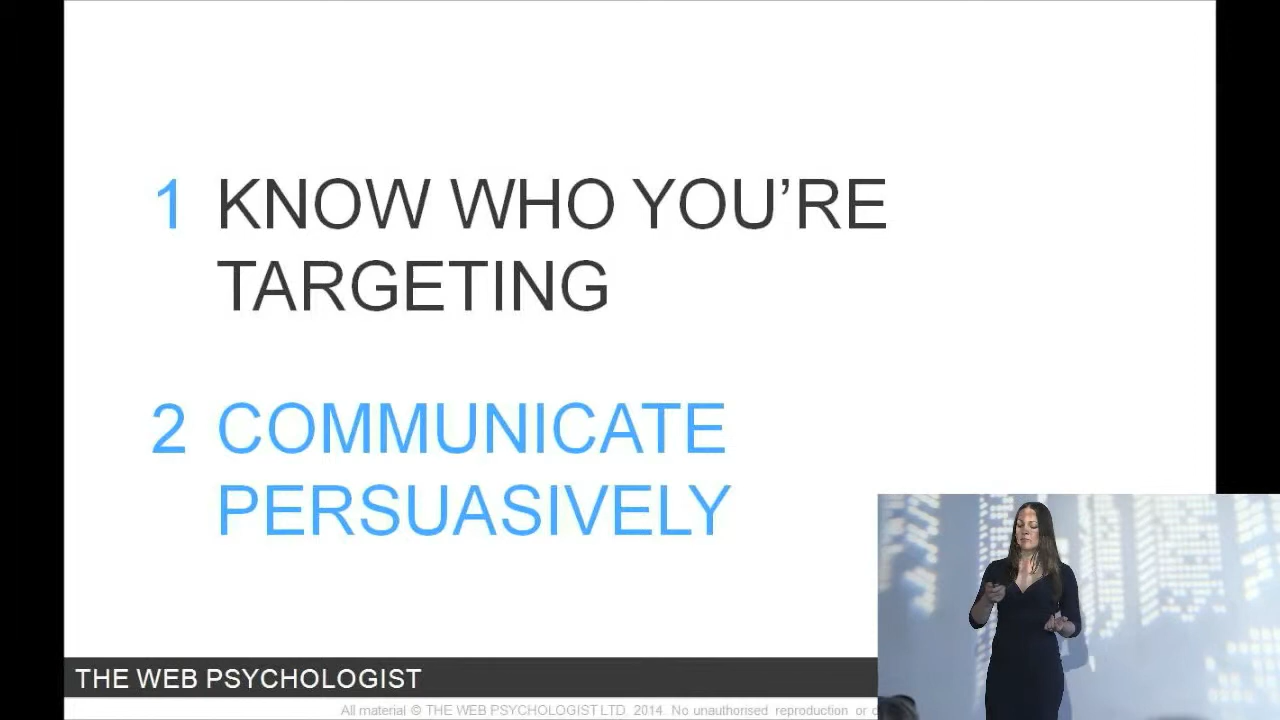 1 KNOW WHO YOU’RE
TARGETING
2 COMMUNICATE
PERSUASIVELY
THE WEB PSYCHOLOGIST
All material © THE WEB PSYCHOLOGIST LTD 2014. No unauthorised reproduction or